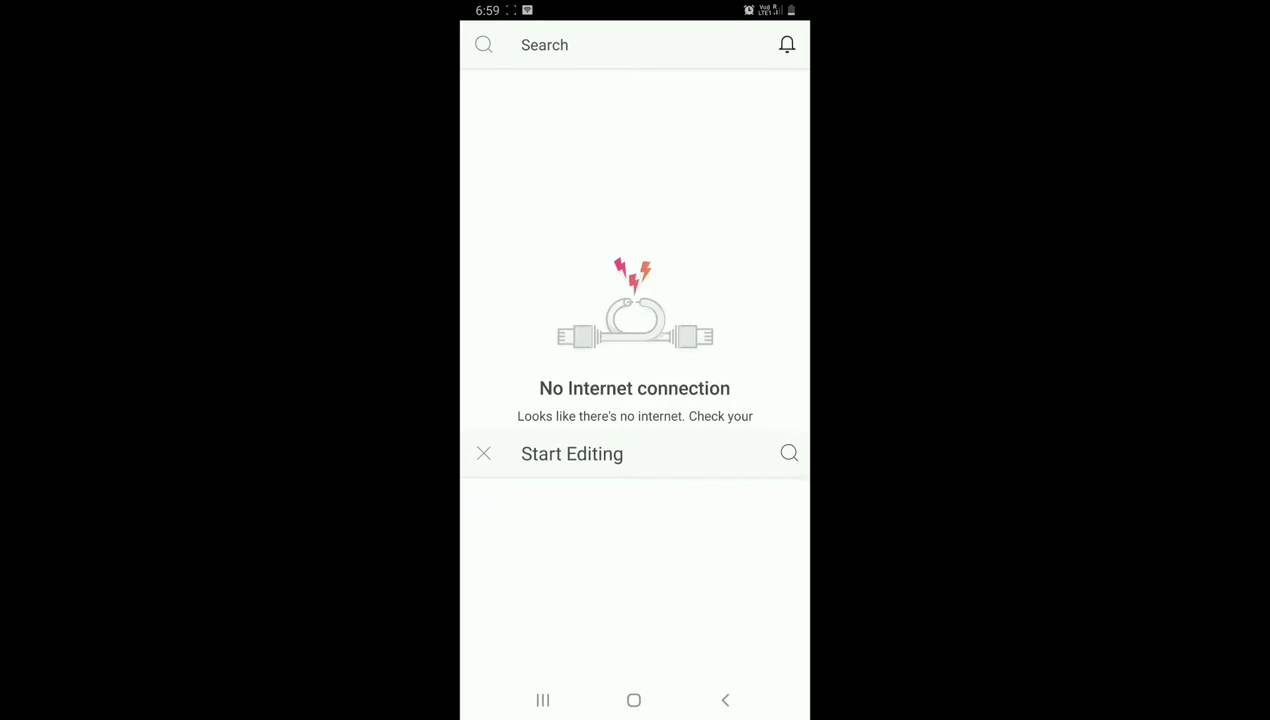 6:59
Search
No Internet connection
Looks like there's no internet. Check your
Start Editing